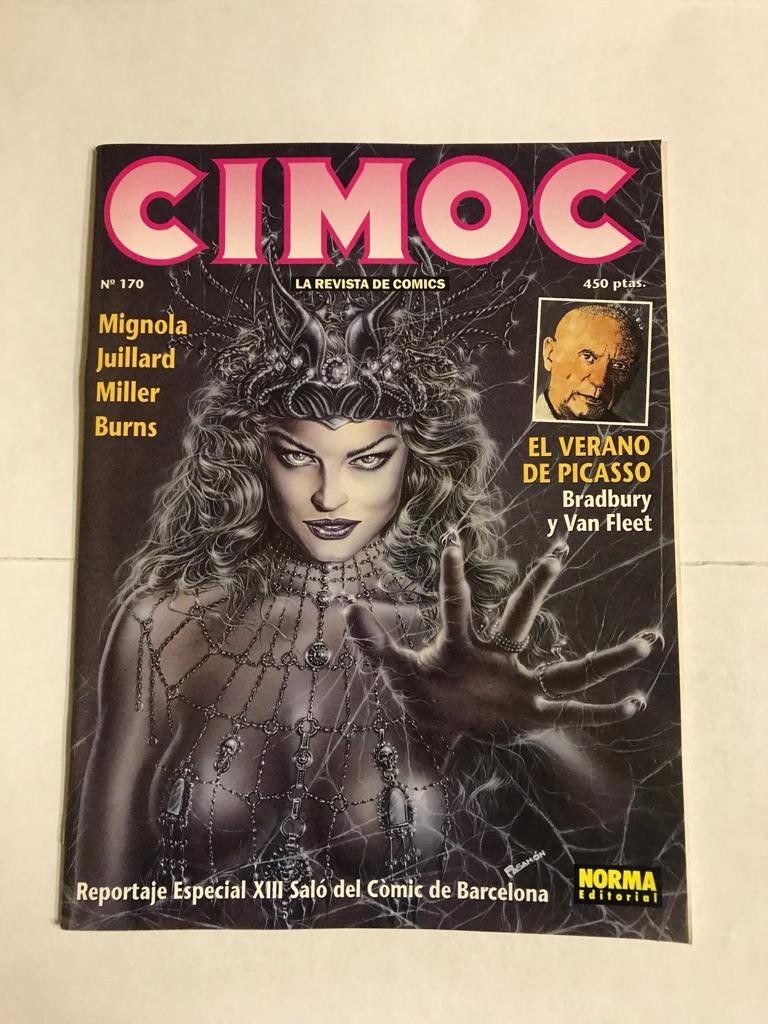 CIMOC
Nº 170
LA REVISTA DE COMICS
450 ptas.
Mignola
Juillard
Miller
Burns
EL VERANO
DE PICASSO
Bradbury
y Van Fleet
FASAMÓN
Reportaje Especial XIII Saló del Còmic de Barcelona
NORMA
Editorial